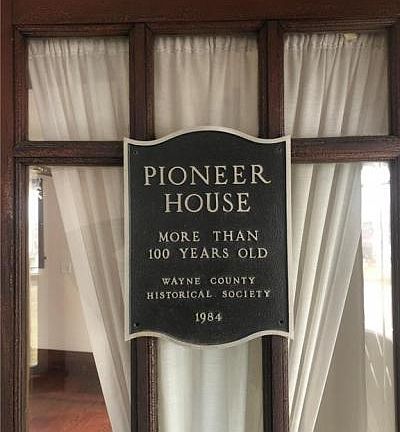 PIONEER
HOUSE
MORE THAN
100 YEARS OLD
WAYNE COUNTY
HISTORICAL SOCIETY
1984